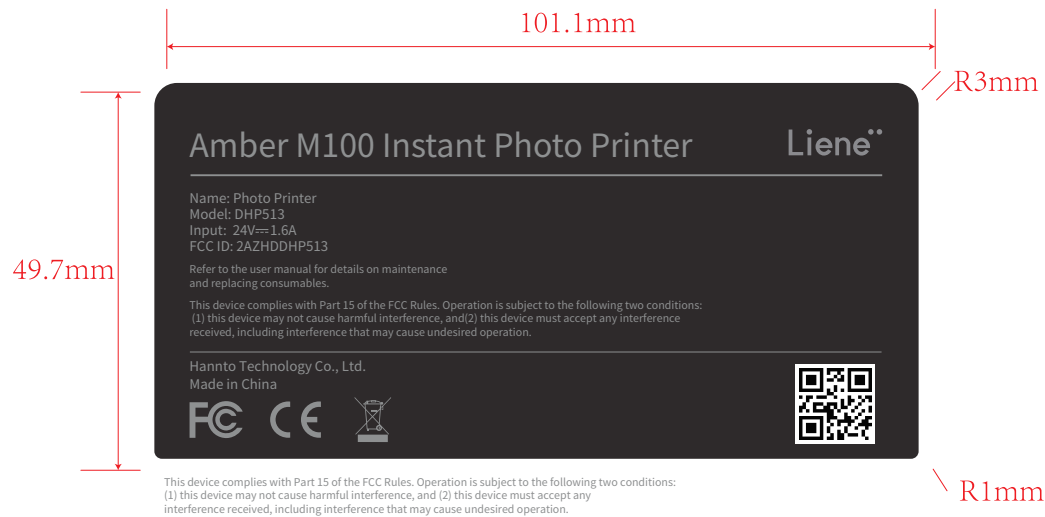 101.1mm
R3mm
Amber M100 Instant Photo Printer
Liene
Name: Photo Printer
Model: DHP513
Input:  24V⎓1.6A
FCC ID: 2AZHDDHP513
49.7mm
Refer to the user manual for details on maintenance
and replacing consumables.
This device complies with Part 15 of the FCC Rules. Operation is subject to the following two conditions:
(1) this device may not cause harmful interference, and(2) this device must accept any interference
received, including interference that may cause undesired operation.
Hannto Technology Co., Ltd.
Made in China
FC CE
This device complies with Part 15 of the FCC Rules. Operation is subject to the following two conditions:
(1) this device may not cause harmful interference, and (2) this device must accept any
interference received, including interference that may cause undesired operation.
R1mm